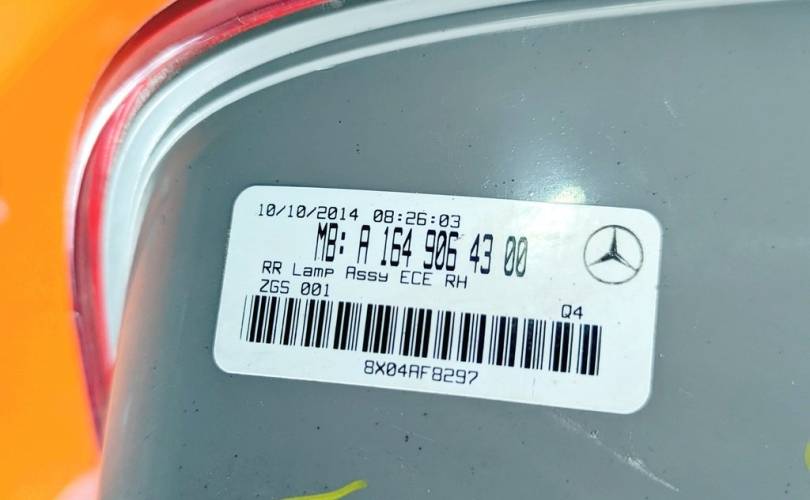 10/10/2014 08:26:03
MB: A 164 906 43 00
RR Lamp Assy ECE RH
ZGS 001
Q4
8X04AF8297